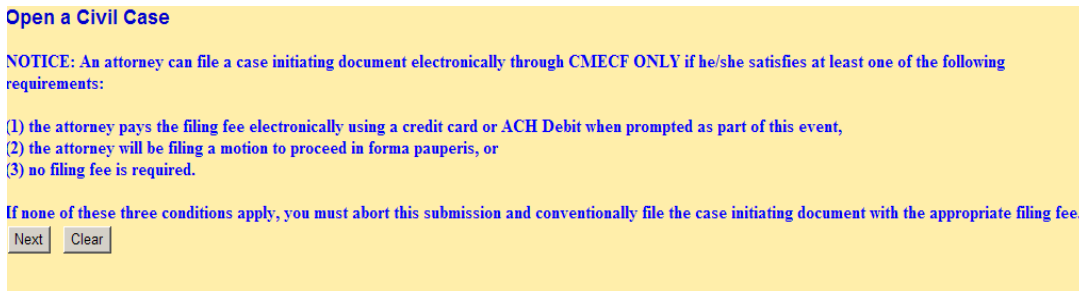 Open a Civil Case
NOTICE: An attorney can file a case initiating document electronically through CMECF ONLY if he/she satisfies at least one of the following
requirements:
(1) the attorney pays the filing fee electronically using a credit card or ACH Debit when prompted as part of this event,
(2) the attorney will be filing a motion to proceed in forma pauperis, or
(3) no filing fee is required.
If none of these three conditions apply, you must abort this submission and conventionally file the case initiating document with the appropriate filing fee.
Next Clear